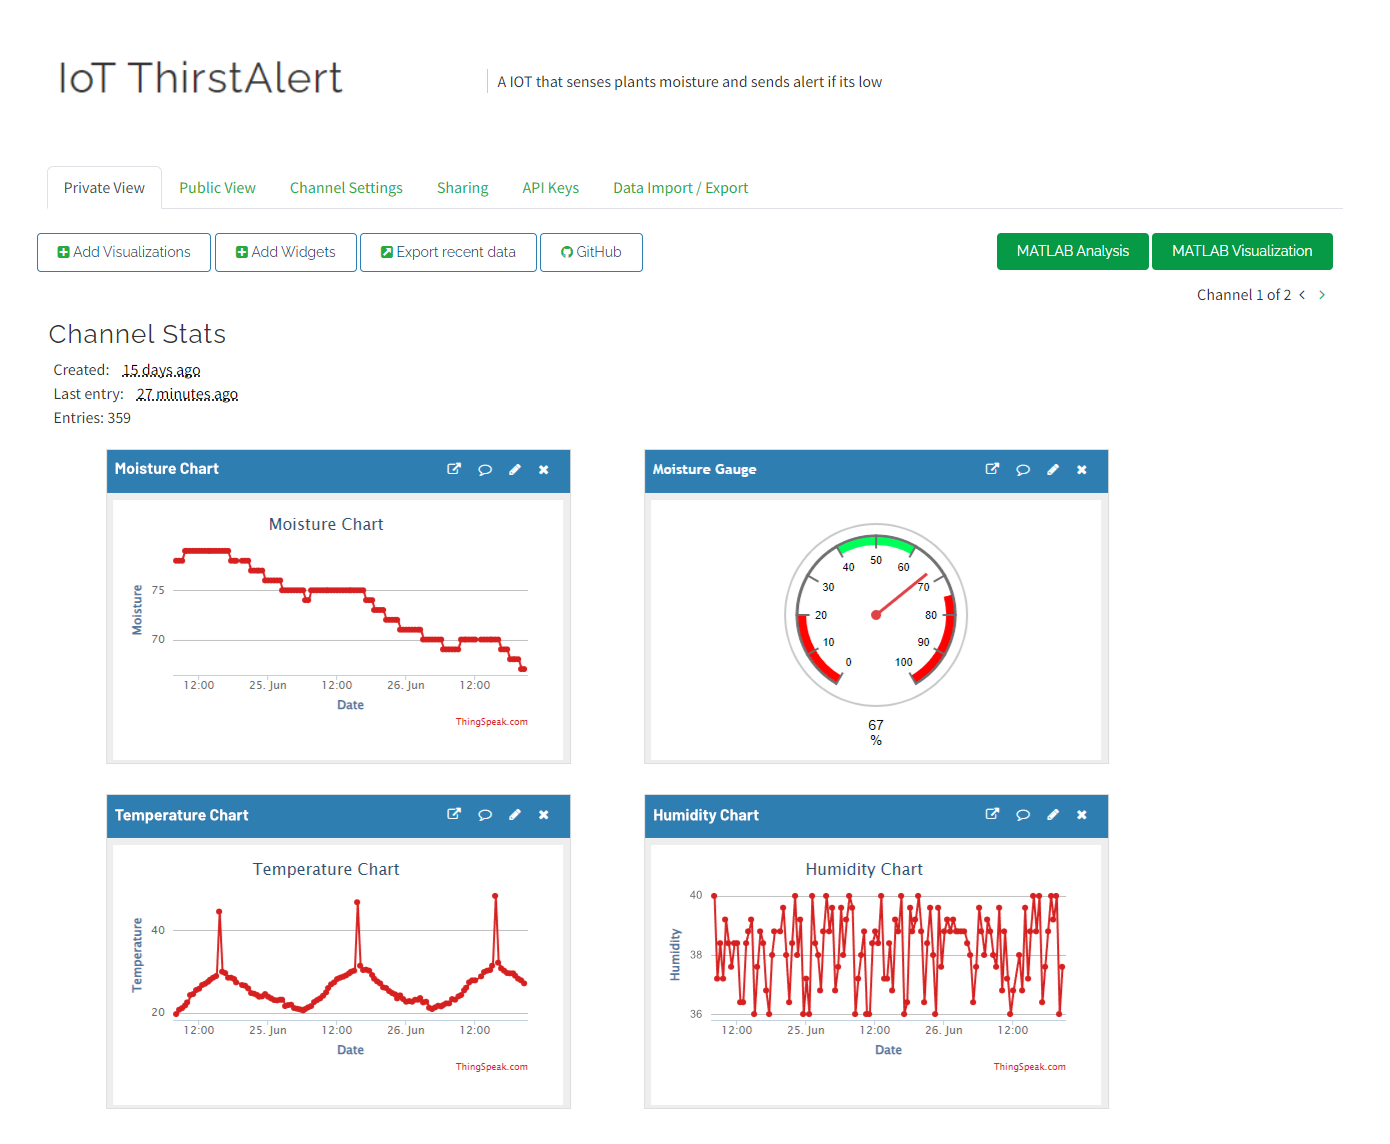 IoT ThirstAlert
A IOT that senses plants moisture and sends alert if its low
Private View Public View Channel Settings Sharing API Keys Data Import / Export
Add Visualizations Add Widgets Export recent data GitHub MATLAB Analysis MATLAB Visualization
Channel 1 of 2 < >
Channel Stats
Created: 15 days ago
Last entry: 27 minutes ago
Entries: 359
Moisture Chart
Moisture Chart
Moisture
75
70
12:00 25. Jun 12:00 26. Jun 12:00
Date
ThingSpeak.com
Moisture Gauge
0 10 20 30 40 50 60 70 80 90 100
67
%
Temperature Chart
Temperature Chart
Temperature
40
20
12:00 25. Jun 12:00 26. Jun 12:00
Date
ThingSpeak.com
Humidity Chart
Humidity Chart
Humidity
40
38
36
12:00 25. Jun 12:00 26. Jun 12:00
Date
ThingSpeak.com